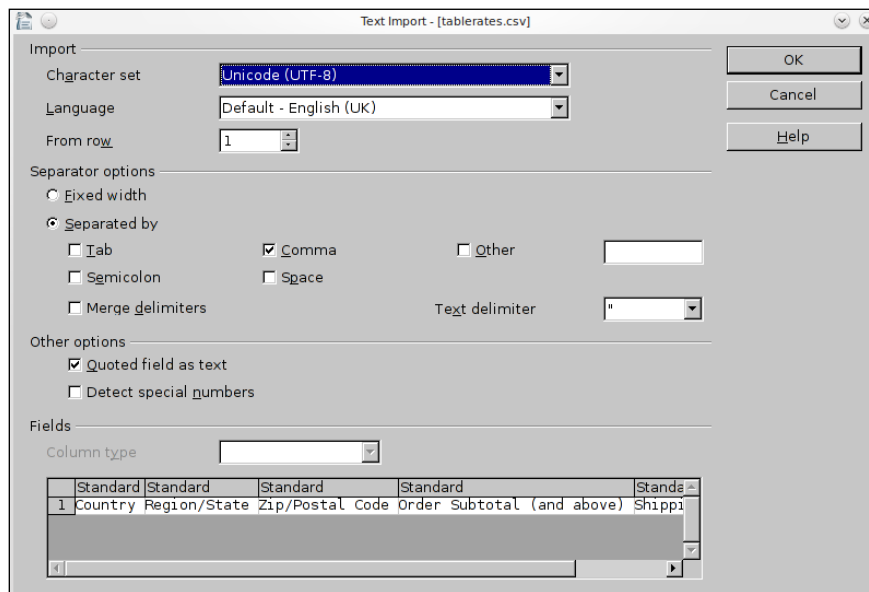 Text Import - [tablerates.csv]
Import
Character set
Unicode (UTF-8)
OK
Language
Default - English (UK)
Cancel
From row
1
Help
Separator options
Fixed width
Separated by
Tab
Comma
Other
Semicolon
Space
Merge delimiters
Text delimiter
"
Other options
Quoted field as text
Detect special numbers
Fields
Column type
Standard Standard Standard Standard Standa
1 Country Region/State Zip/Postal Code Order Subtotal (and above) Shippi